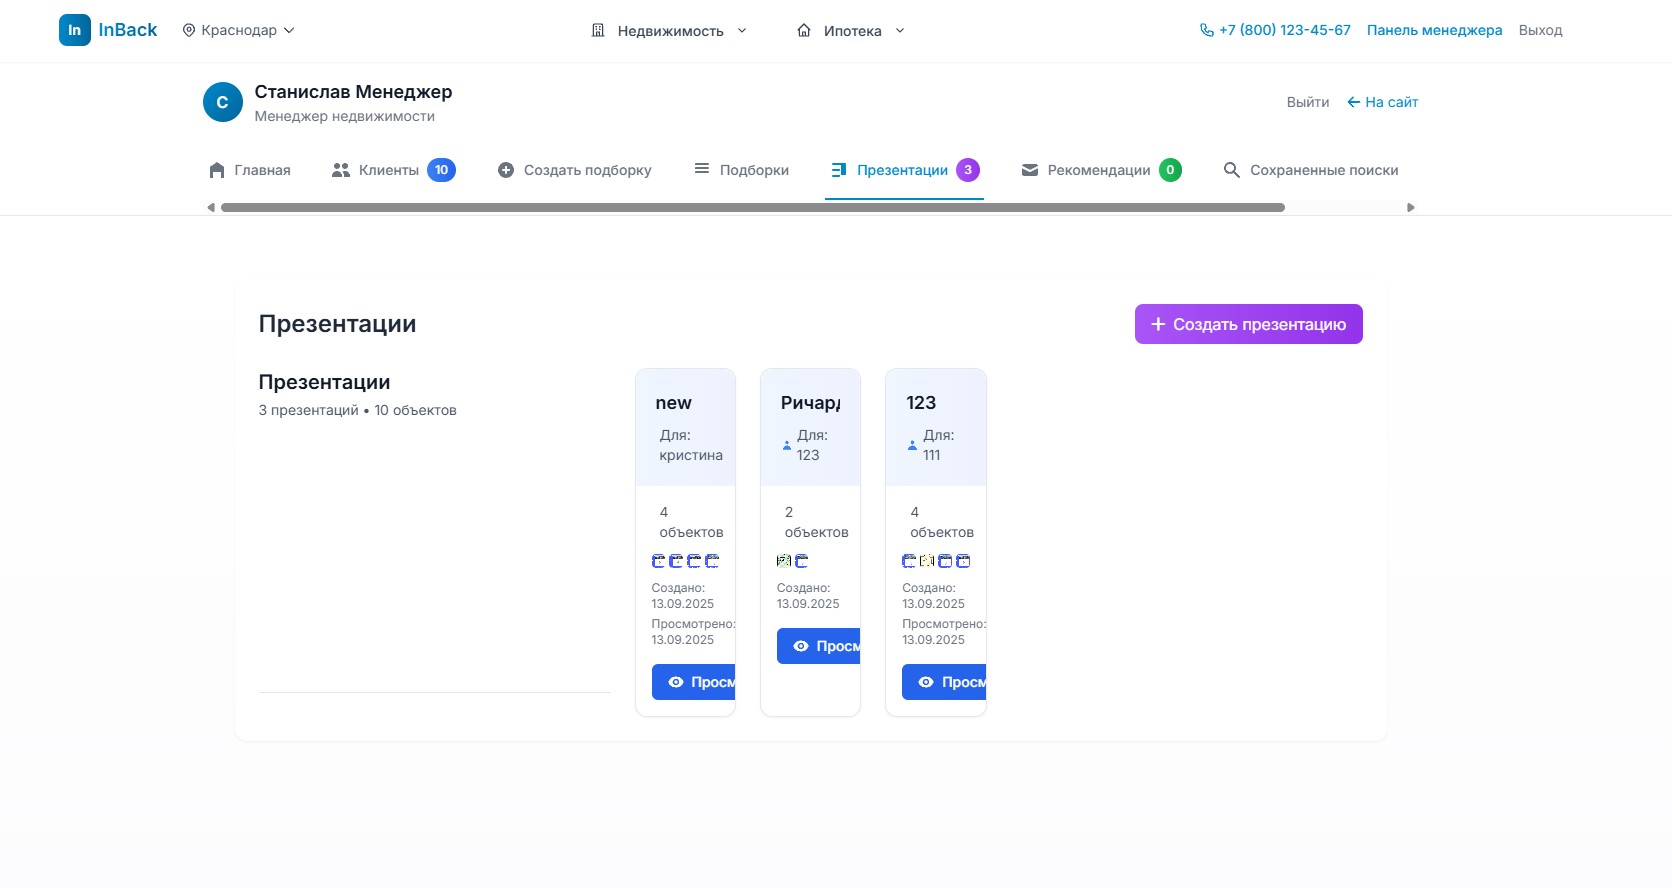 In InBack
Краснодар
Недвижимость
Ипотека
+7 (800) 123-45-67
Панель менеджера
Выход
С
Станислав Менеджер
Менеджер недвижимости
Выйти
← На сайт
Главная
Клиенты 10
Создать подборку
Подборки
Презентации 3
Рекомендации 0
Сохраненные поиски
Презентации
+ Создать презентацию
Презентации
3 презентаций • 10 объектов
new
Для:
кристина
4
объектов
Создано:
13.09.2025
Просмотрено:
13.09.2025
Просм
Ричар
Для:
123
2
объектов
Создано:
13.09.2025
Просм
123
Для:
111
4
объектов
Создано:
13.09.2025
Просмотрено:
13.09.2025
Просм